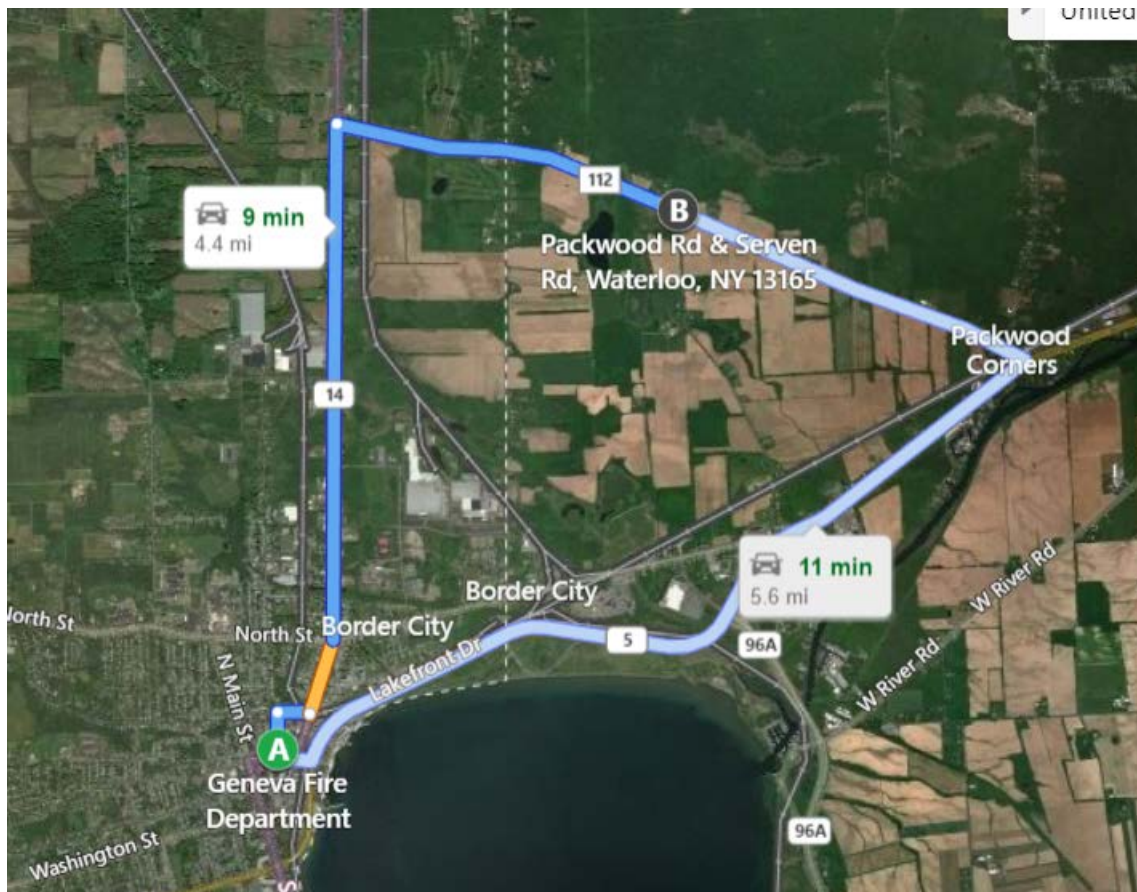 United
112
9 min
4.4 mi
B
Packwood Rd & Serven
Rd, Waterloo, NY 13165
Packwood
Corners
14
11 min
5.6 mi
Border City
W River Rd
North St
North St
Border City
N Main St
Lakefront Dr
5
96A
W River Rd
A
Geneva Fire
Department
96A
Washington St
S